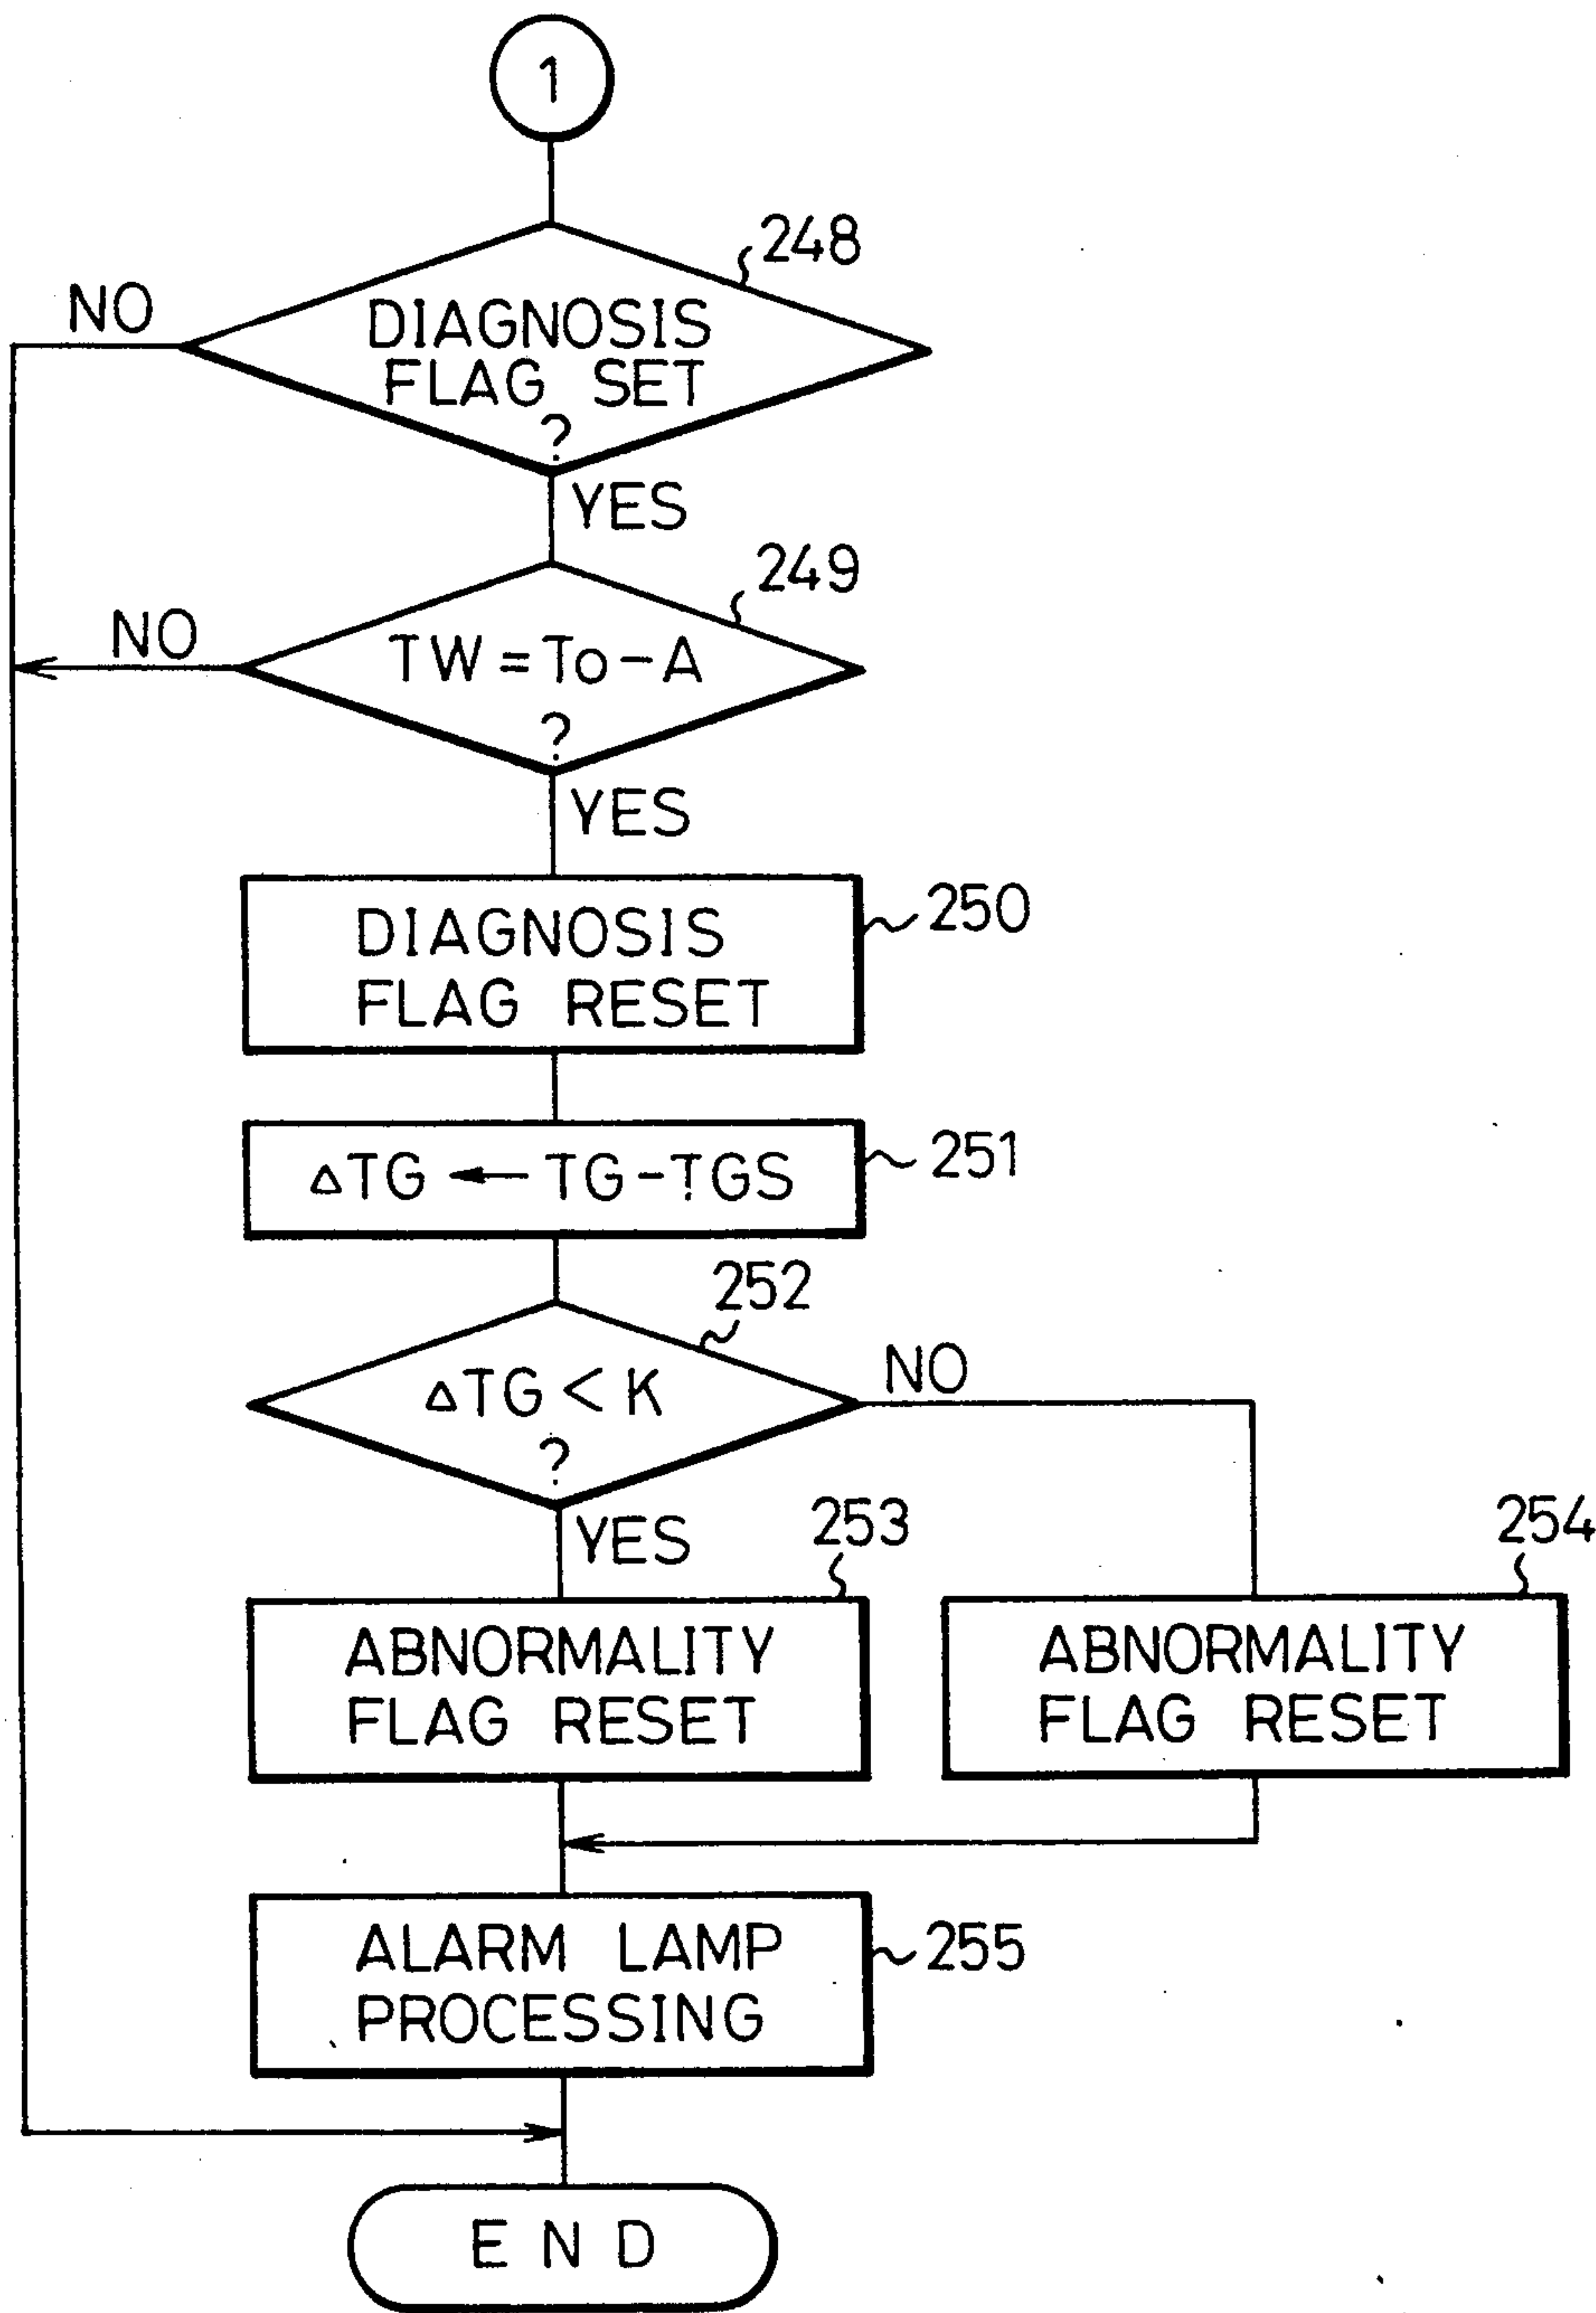 1
248
NO
DIAGNOSIS
FLAG SET
?
YES
249
NO
TW=To-A
?
YES
250
DIAGNOSIS
FLAG RESET
251
ΔTG ← TG-TGS
252
ΔTG < K
?
NO
YES
253
254
ABNORMALITY
FLAG RESET
ABNORMALITY
FLAG RESET
ALARM LAMP
PROCESSING
255
END